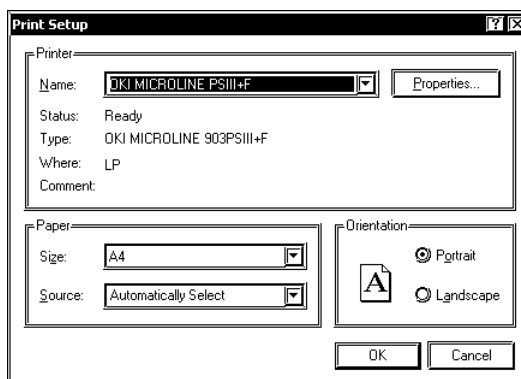 Print Setup
Printer
Name: OKI MICROLINE PSIII+F Properties...
Status: Ready
Type: OKI MICROLINE 903PSIII+F
Where: LP
Comment:
Paper
Size: A4
Source: Automatically Select
Orientation
A
Portrait
Landscape
OK Cancel